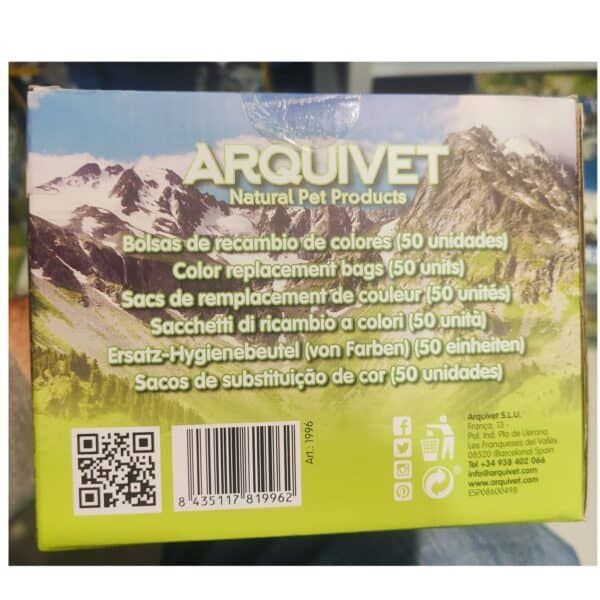 ARQUIVET
Natural Pet Products
Bolsas de recambio de colores (50 unidades)
Color replacement bags (50 units)
Sacs de remplacement de couleur (50 unités)
Sacchetti di ricambio a colori (50 unità)
Ersatz-Hygienebeutel (von Farben) (50 einheiten)
Sacos de substituição de cor (50 unidades)
Art.: 1996
8 435117 819962
Arquivet S.L.U.
França, 13 -
Pol. Ind. Pla de Llerona
Les Franqueses del Vallès
08520 (Barcelona) Spain
Tel +34 938 402 066
info@arquivet.com
www.arquivet.com